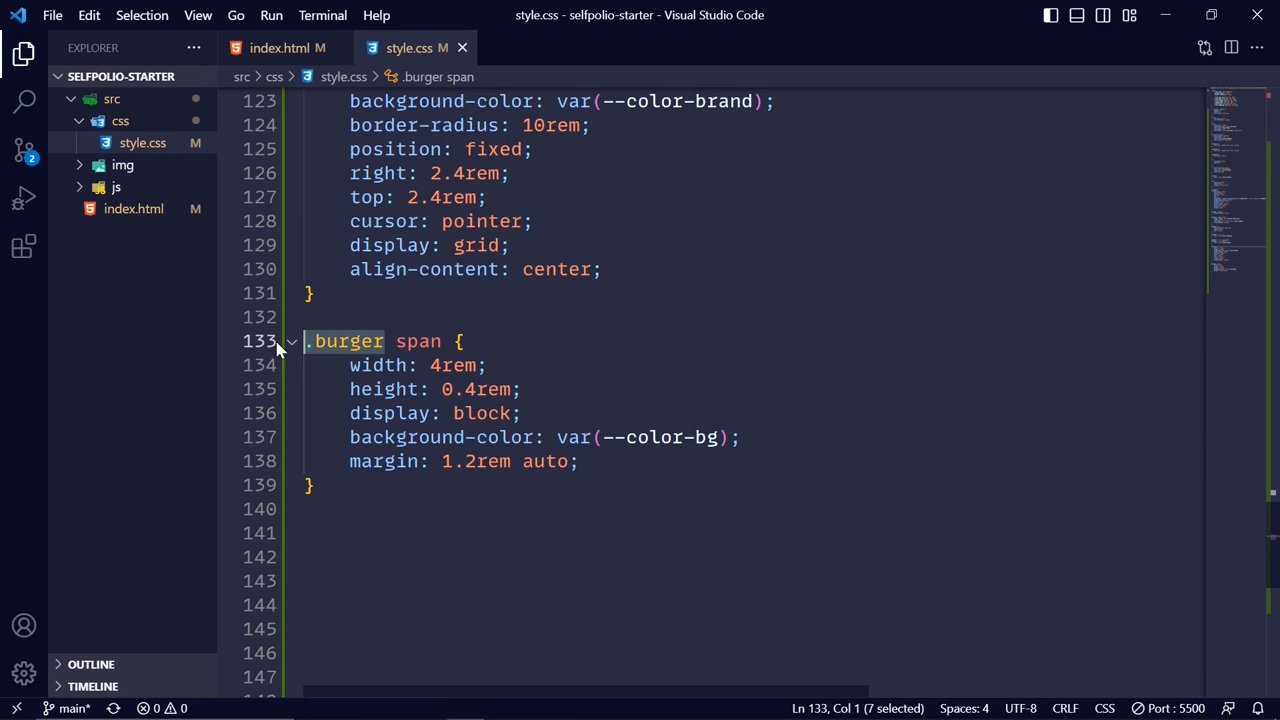 File Edit Selection View Go Run Terminal Help style.css - selfpolio-starter - Visual Studio Code
EXPLORER ··· index.html M style.css M
SELFPOLIO-STARTER src > css > style.css > .burger span
src
css
style.css M
img
js
index.html M
123 background-color: var(--color-brand);
124 border-radius: 10rem;
125 position: fixed;
126 right: 2.4rem;
127 top: 2.4rem;
128 cursor: pointer;
129 display: grid;
130 align-content: center;
131 }
132
133 .burger span {
134 width: 4rem;
135 height: 0.4rem;
136 display: block;
137 background-color: var(--color-bg);
138 margin: 1.2rem auto;
139 }
140
141
142
143
144
145
146
147
2
OUTLINE
TIMELINE
main* 0 0 Ln 133, Col 1 (7 selected) Spaces: 4 UTF-8 CRLF CSS Port : 5500